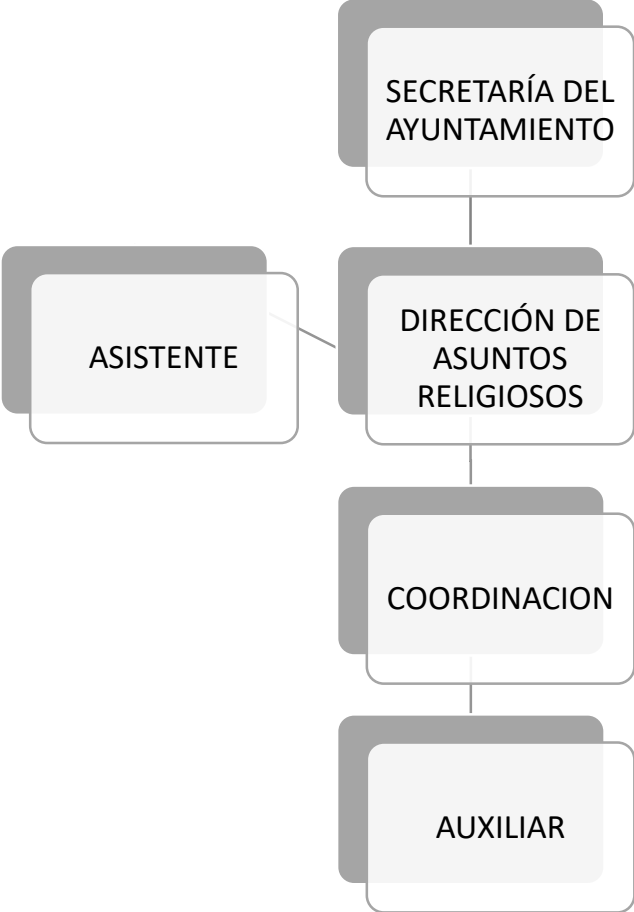 SECRETARÍA DEL
AYUNTAMIENTO
ASISTENTE
DIRECCIÓN DE
ASUNTOS
RELIGIOSOS
COORDINACION
AUXILIAR